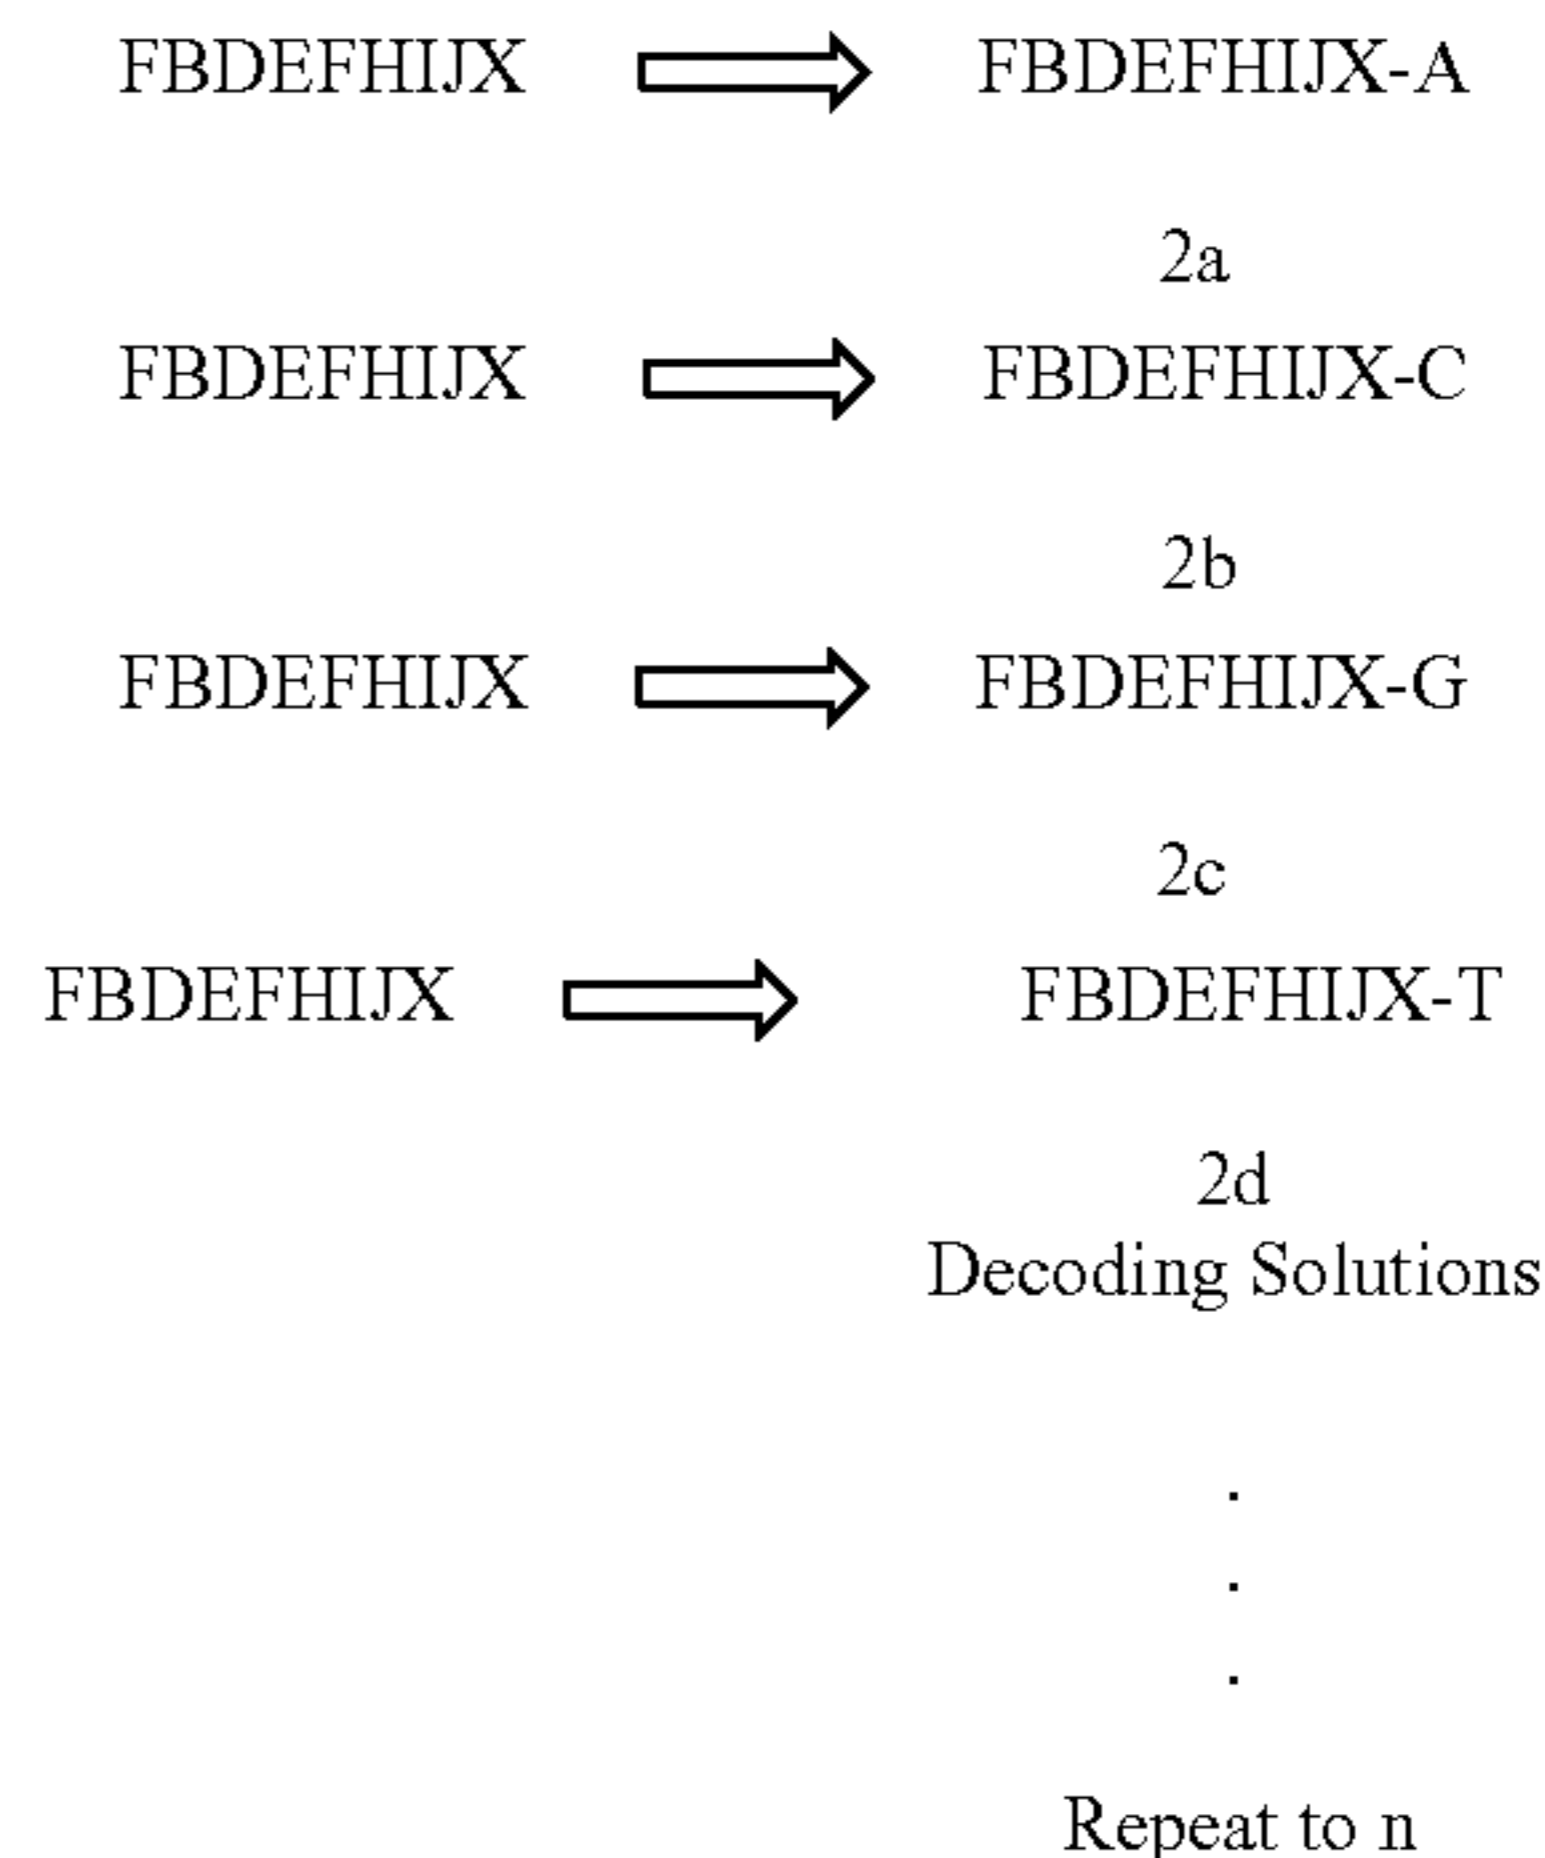 FBDEFHIJX FBDEFHIJX-A
2a
FBDEFHIJX FBDEFHIJX-C
2b
FBDEFHIJX FBDEFHIJX-G
2c
FBDEFHIJX FBDEFHIJX-T
2d
Decoding Solutions
.
.
.
Repeat to n